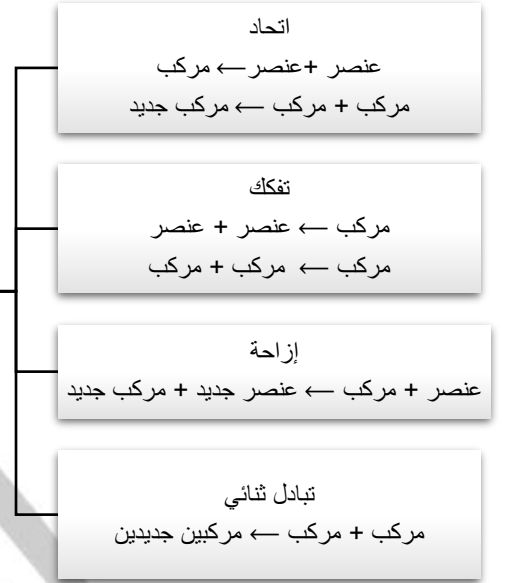 اتحاد
عنصر +عنصر ← مركب
مركب + مركب ← مركب جديد
تفكك
مركب ← عنصر + عنصر
مركب ← مركب + مركب
إزاحة
عنصر + مركب ← عنصر جديد + مركب جديد
تبادل ثنائي
مركب + مركب ← مركبين جديدين